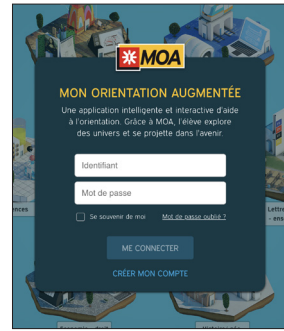 MOA
MON ORIENTATION AUGMENTÉE
Une application intelligente et interactive d'aide
à l'orientation. Grâce à MOA, l'élève explore
des univers et se projette dans l'avenir.
Identifiant
Mot de passe
ences
Lettre
- ens
Se souvenir de moi
Mot de passe oublié ?
ME CONNECTER
CRÉER MON COMPTE